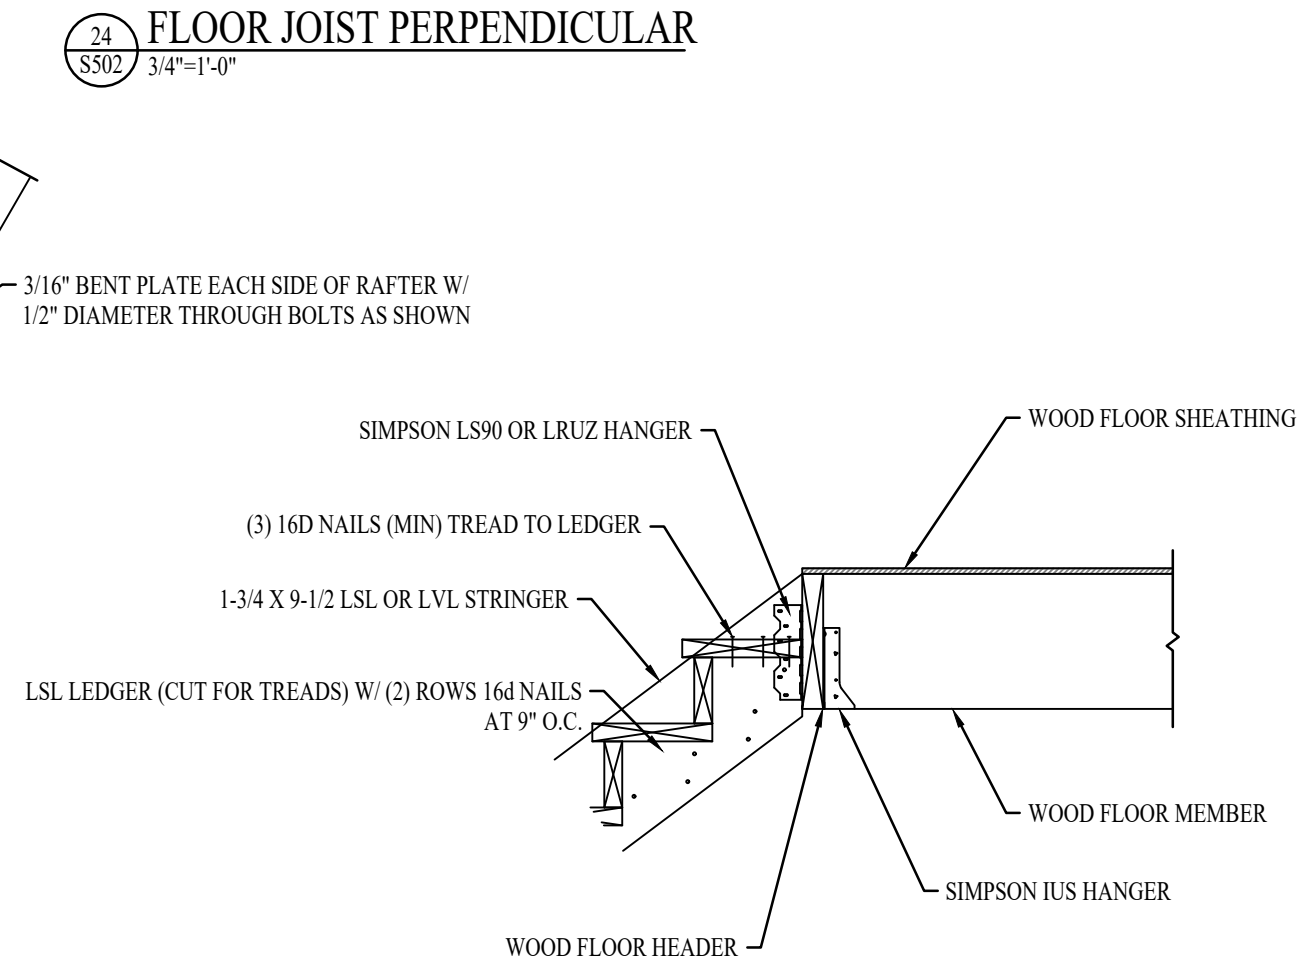 24
S502
FLOOR JOIST PERPENDICULAR
3/4"=1'-0"
3/16" BENT PLATE EACH SIDE OF RAFTER W/
1/2" DIAMETER THROUGH BOLTS AS SHOWN
SIMPSON LS90 OR LRUZ HANGER
WOOD FLOOR SHEATHING
(3) 16D NAILS (MIN) TREAD TO LEDGER
1-3/4 X 9-1/2 LSL OR LVL STRINGER
LSL LEDGER (CUT FOR TREADS) W/ (2) ROWS 16d NAILS
AT 9" O.C.
WOOD FLOOR MEMBER
SIMPSON IUS HANGER
WOOD FLOOR HEADER